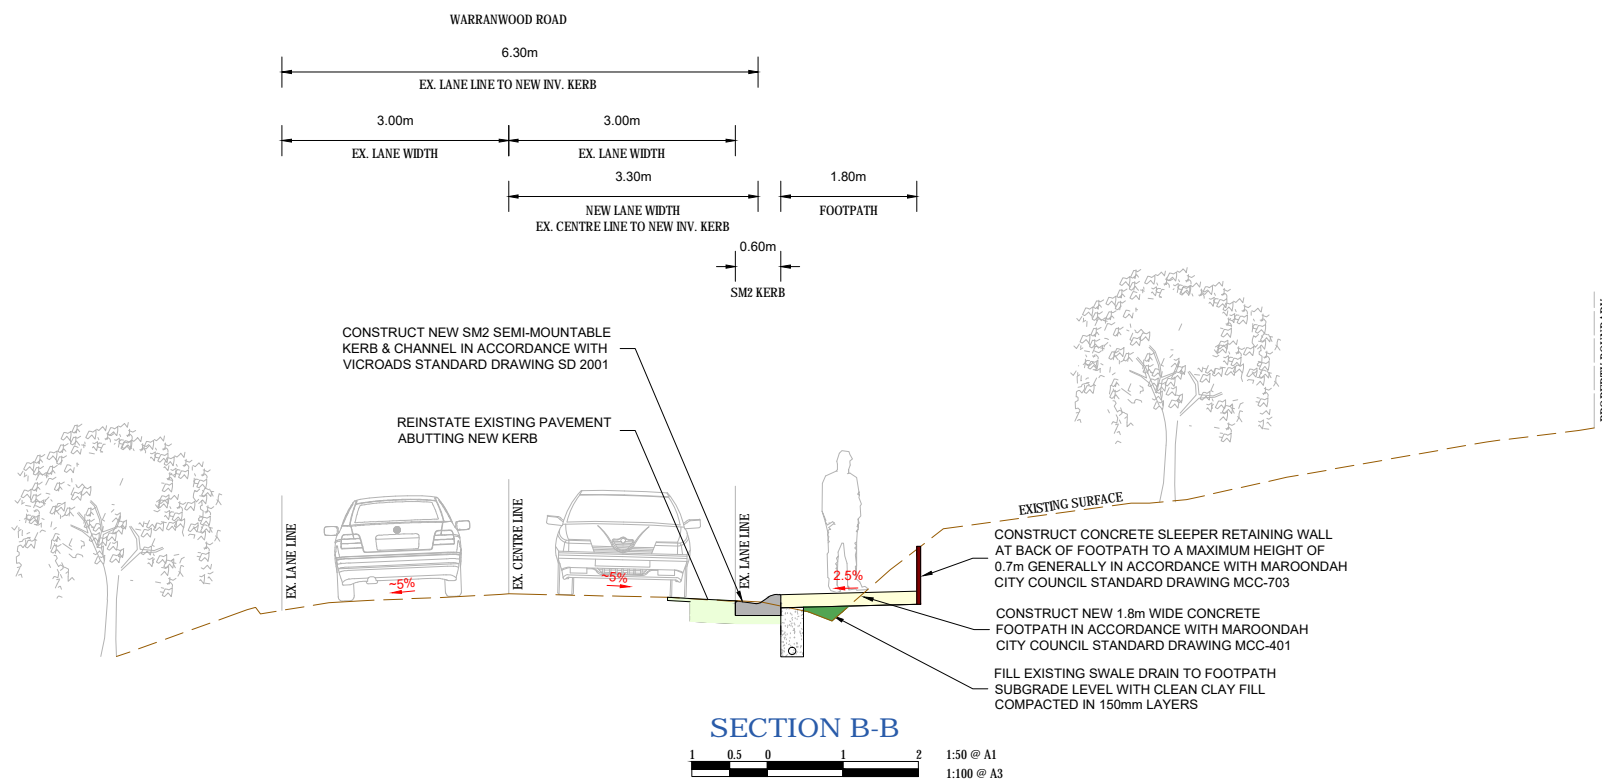 WARRANWOOD ROAD
6.30m
EX. LANE LINE TO NEW INV. KERB
3.00m
3.00m
EX. LANE WIDTH
EX. LANE WIDTH
3.30m
1.80m
NEW LANE WIDTH
FOOTPATH
EX. CENTRE LINE TO NEW INV. KERB
0.60m
SM2 KERB
CONSTRUCT NEW SM2 SEMI-MOUNTABLE
KERB & CHANNEL IN ACCORDANCE WITH
VICROADS STANDARD DRAWING SD 2001
REINSTATE EXISTING PAVEMENT
ABUTTING NEW KERB
EX. LANE LINE
EX. CENTRE LINE
EX. LANE LINE
~5%
~5%
2.5%
EXISTING SURFACE
CONSTRUCT CONCRETE SLEEPER RETAINING WALL
AT BACK OF FOOTPATH TO A MAXIMUM HEIGHT OF
0.7m GENERALLY IN ACCORDANCE WITH MAROONDAH
CITY COUNCIL STANDARD DRAWING MCC-703
CONSTRUCT NEW 1.8m WIDE CONCRETE
FOOTPATH IN ACCORDANCE WITH MAROONDAH
CITY COUNCIL STANDARD DRAWING MCC-401
FILL EXISTING SWALE DRAIN TO FOOTPATH
SUBGRADE LEVEL WITH CLEAN CLAY FILL
COMPACTED IN 150mm LAYERS
SECTION B-B
1 0.5 0 1 2 1:50 @ A1
1:100 @ A3